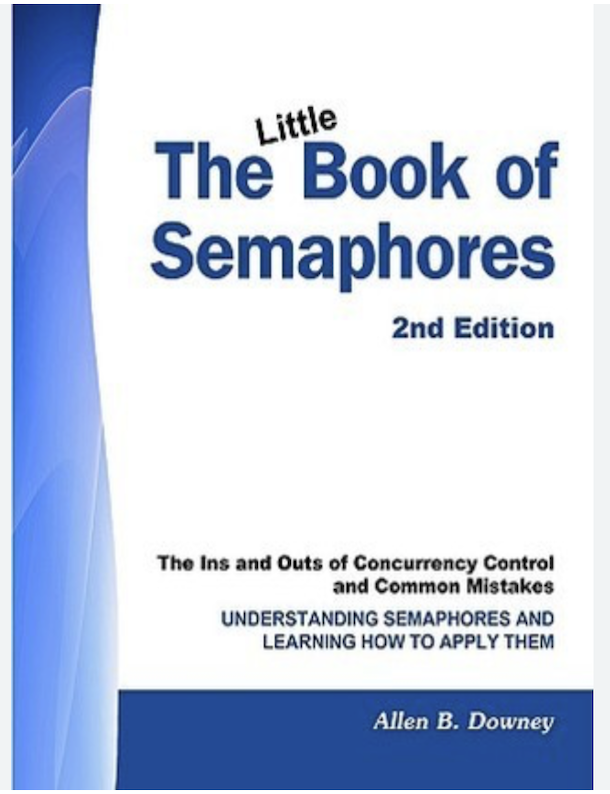 Little
The Book of
Semaphores
2nd Edition
The Ins and Outs of Concurrency Control
and Common Mistakes
UNDERSTANDING SEMAPHORES AND
LEARNING HOW TO APPLY THEM
Allen B. Downey